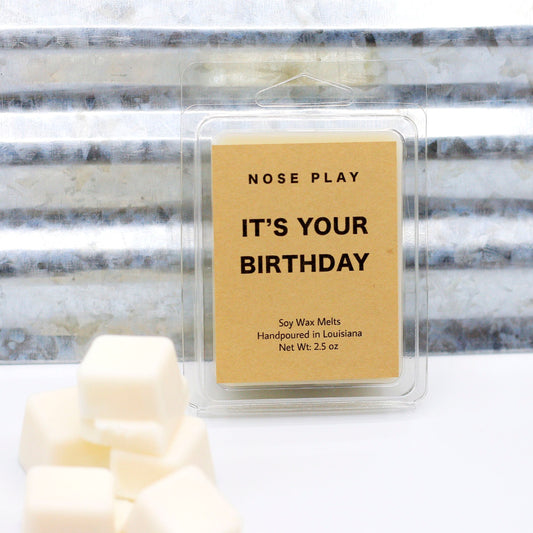 NOSE PLAY
IT'S YOUR
BIRTHDAY
Soy Wax Melts
Handpoured in Louisiana
Net Wt: 2.5 oz